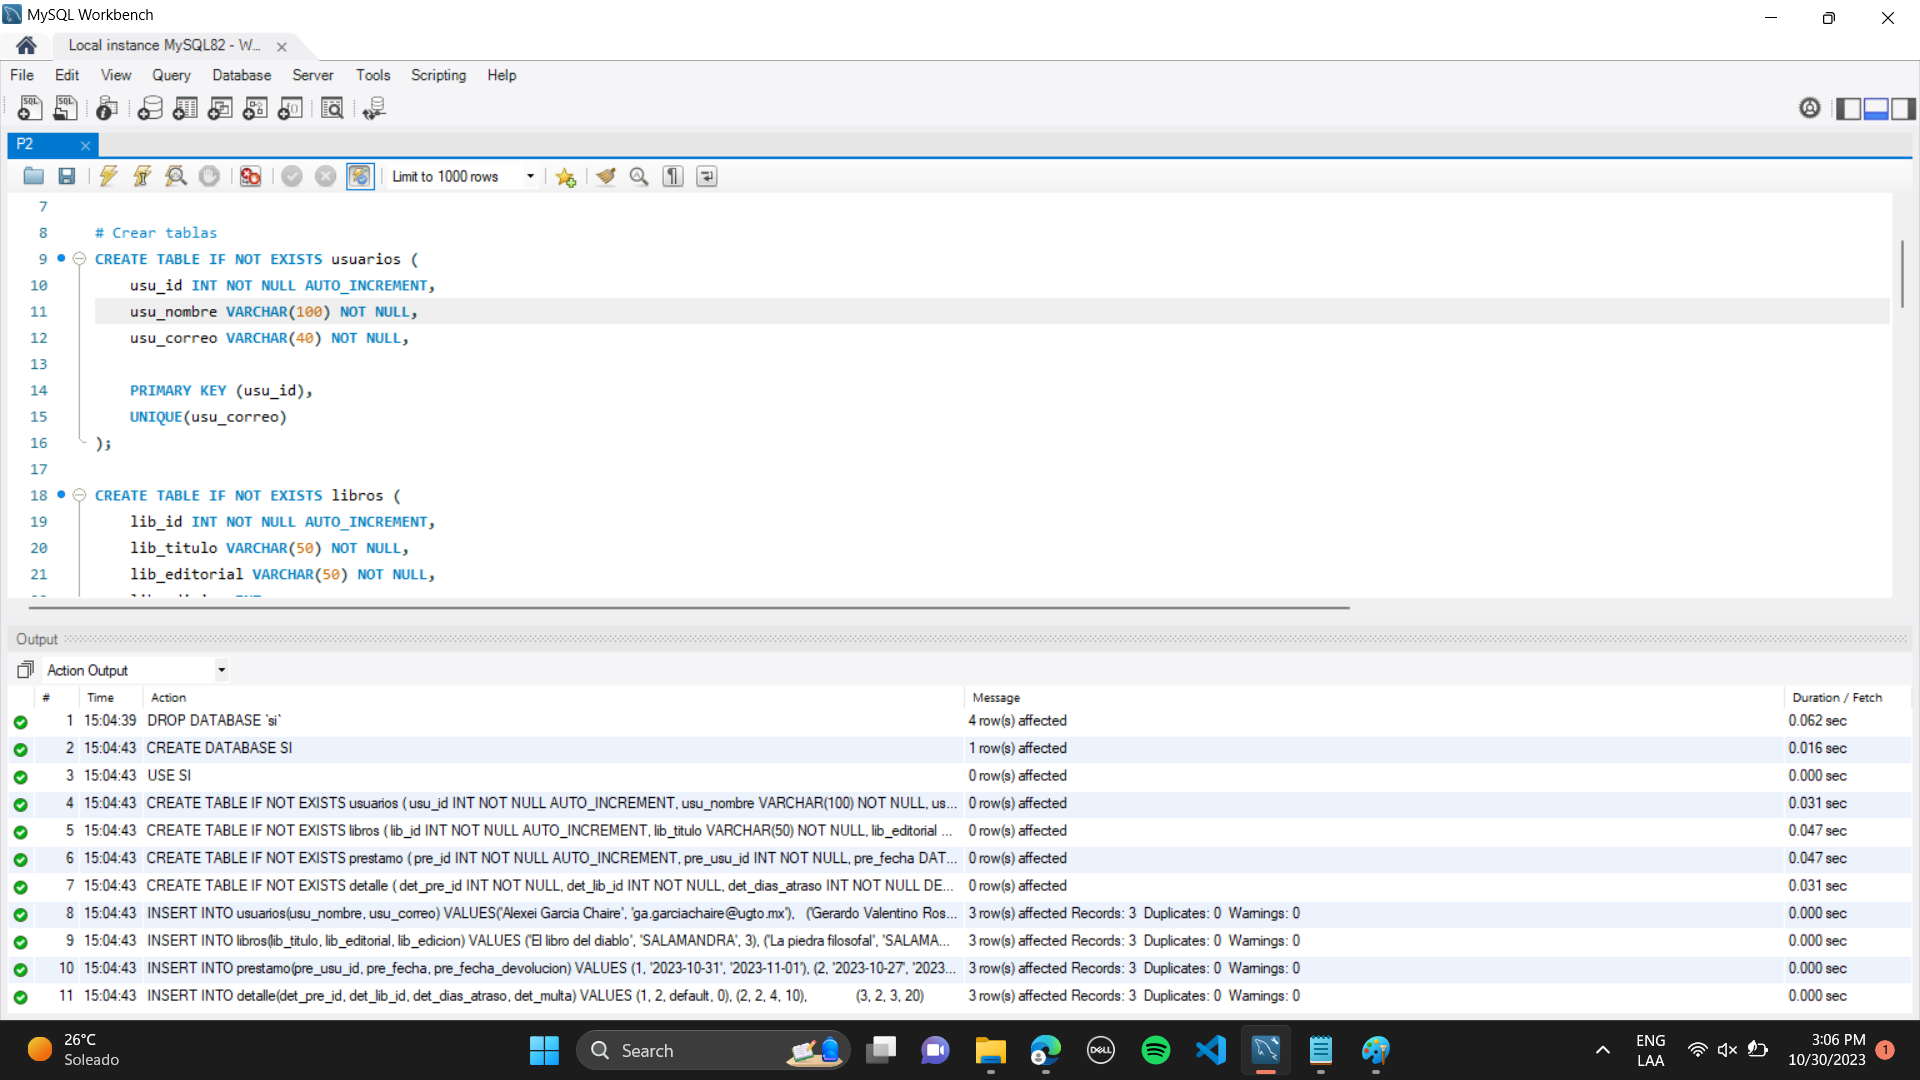 MySQL Workbench
Local instance MySQL82 - W...
File Edit View Query Database Server Tools Scripting Help
P2
Limit to 1000 rows
7
8 # Crear tablas
9 CREATE TABLE IF NOT EXISTS usuarios (
10 usu_id INT NOT NULL AUTO_INCREMENT,
11 usu_nombre VARCHAR(100) NOT NULL,
12 usu_correo VARCHAR(40) NOT NULL,
13
14 PRIMARY KEY (usu_id),
15 UNIQUE(usu_correo)
16 );
17
18 CREATE TABLE IF NOT EXISTS libros (
19 lib_id INT NOT NULL AUTO_INCREMENT,
20 lib_titulo VARCHAR(50) NOT NULL,
21 lib_editorial VARCHAR(50) NOT NULL,
Output
Action Output
# Time Action Message Duration / Fetch
1 15:04:39 DROP DATABASE `si` 4 row(s) affected 0.062 sec
2 15:04:43 CREATE DATABASE SI 1 row(s) affected 0.016 sec
3 15:04:43 USE SI 0 row(s) affected 0.000 sec
4 15:04:43 CREATE TABLE IF NOT EXISTS usuarios ( usu_id INT NOT NULL AUTO_INCREMENT, usu_nombre VARCHAR(100) NOT NULL, us... 0 row(s) affected 0.031 sec
5 15:04:43 CREATE TABLE IF NOT EXISTS libros ( lib_id INT NOT NULL AUTO_INCREMENT, lib_titulo VARCHAR(50) NOT NULL, lib_editorial ... 0 row(s) affected 0.047 sec
6 15:04:43 CREATE TABLE IF NOT EXISTS prestamo ( pre_id INT NOT NULL AUTO_INCREMENT, pre_usu_id INT NOT NULL, pre_fecha DAT... 0 row(s) affected 0.047 sec
7 15:04:43 CREATE TABLE IF NOT EXISTS detalle ( det_pre_id INT NOT NULL, det_lib_id INT NOT NULL, det_dias_atraso INT NOT NULL DE... 0 row(s) affected 0.031 sec
8 15:04:43 INSERT INTO usuarios(usu_nombre, usu_correo) VALUES('Alexei Garcia Chaire', 'ga.garciachaire@ugto.mx'), ('Gerardo Valentino Ros... 3 row(s) affected Records: 3 Duplicates: 0 Warnings: 0 0.000 sec
9 15:04:43 INSERT INTO libros(lib_titulo, lib_editorial, lib_edicion) VALUES ('El libro del diablo', 'SALAMANDRA', 3), ('La piedra filosofal', 'SALAMA... 3 row(s) affected Records: 3 Duplicates: 0 Warnings: 0 0.000 sec
10 15:04:43 INSERT INTO prestamo(pre_usu_id, pre_fecha, pre_fecha_devolucion) VALUES (1, '2023-10-31', '2023-11-01'), (2, '2023-10-27', '2023... 3 row(s) affected Records: 3 Duplicates: 0 Warnings: 0 0.000 sec
11 15:04:43 INSERT INTO detalle(det_pre_id, det_lib_id, det_dias_atraso, det_multa) VALUES (1, 2, default, 0), (2, 2, 4, 10), (3, 2, 3, 20) 3 row(s) affected Records: 3 Duplicates: 0 Warnings: 0 0.000 sec
26°C
Soleado
Search
DELL
ENG
LAA
3:06 PM
10/30/2023
1